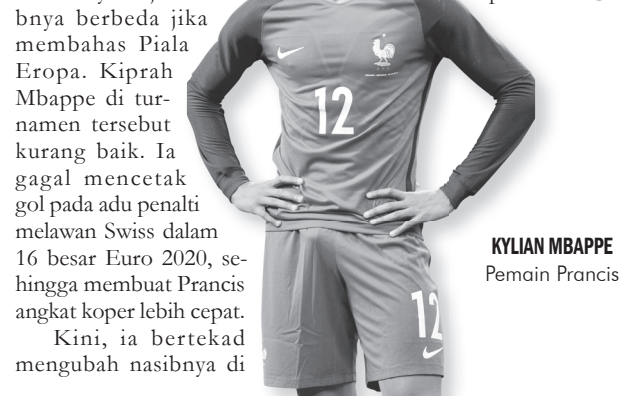 bnya berbeda jika
membahas Piala
Eropa. Kiprah
Mbappe di tur-
namen tersebut
kurang baik. Ia
gagal mencetak
gol pada adu penalti
melawan Swiss dalam
16 besar Euro 2020, se-
hingga membuat Prancis
angkat koper lebih cepat.
Kini, ia bertekad
mengubah nasibnya di
12
12
KYLIAN MBAPPE
Pemain Prancis